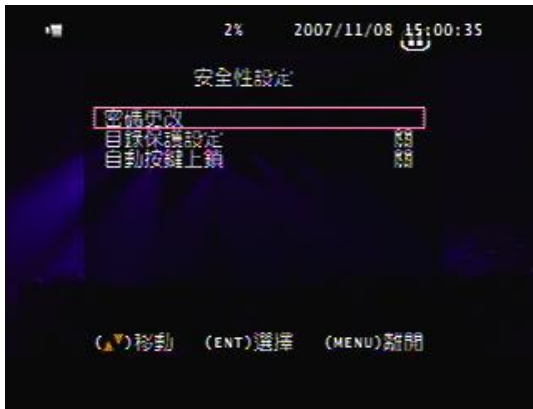 2% 2007/11/08 15:00:35
安全性設定
密碼更改
目錄保護設定 關
自動按鍵上鎖 關
(▲▼)移動 (ENT)選擇 (MENU)離開